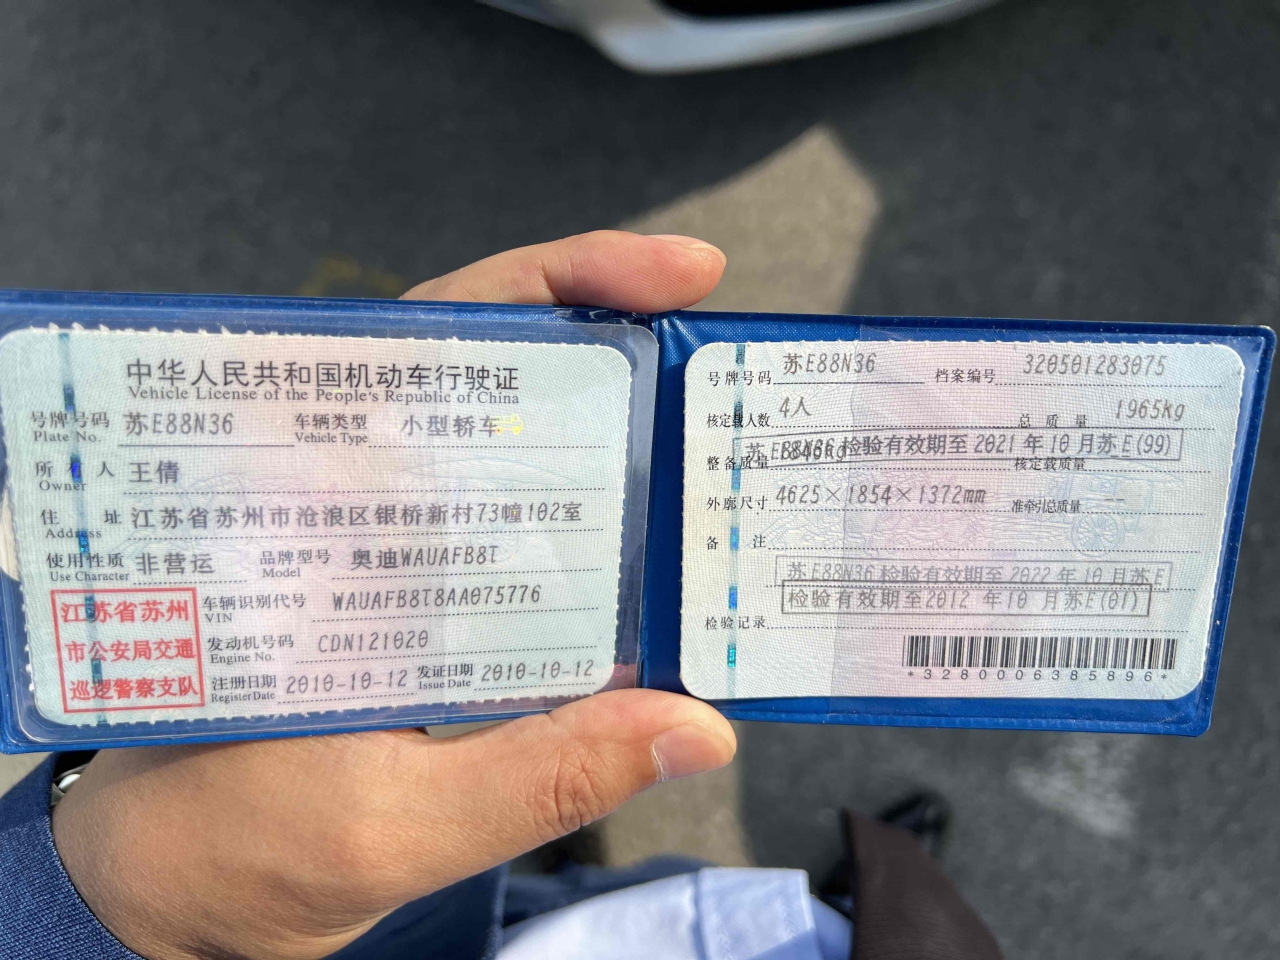 中华人民共和国机动车行驶证
Vehicle License of the People's Republic of China
号牌号码 苏E88N36 车辆类型 小型轿车
Plate No. Vehicle Type
所有人 王倩
Owner
住址 江苏省苏州市沧浪区银桥新村73幢102室
Address
使用性质 非营运 品牌型号 奥迪WAUAFB8T
Use Character Model
江苏省苏州
市公安局交通
巡逻警察支队
车辆识别代号 WAUAFB8T8AA075776
VIN
发动机号码 CDN121020
Engine No.
注册日期 2010-10-12 发证日期 2010-10-12
Register Date Issue Date
号牌号码 苏E88N36 档案编号 320501283075
核定载人数 4人 总质量 1965kg
苏E88N36 检验有效期至 2021 年 10 月苏E(99)
整备质量 核定载质量
外廓尺寸 4625×1854×1372mm 准牵引总质量 --
备注
苏E88N36 检验有效期至 2022 年 10 月苏E
检验有效期至2012 年10 月苏E(01)
检验记录
*3280006385896*